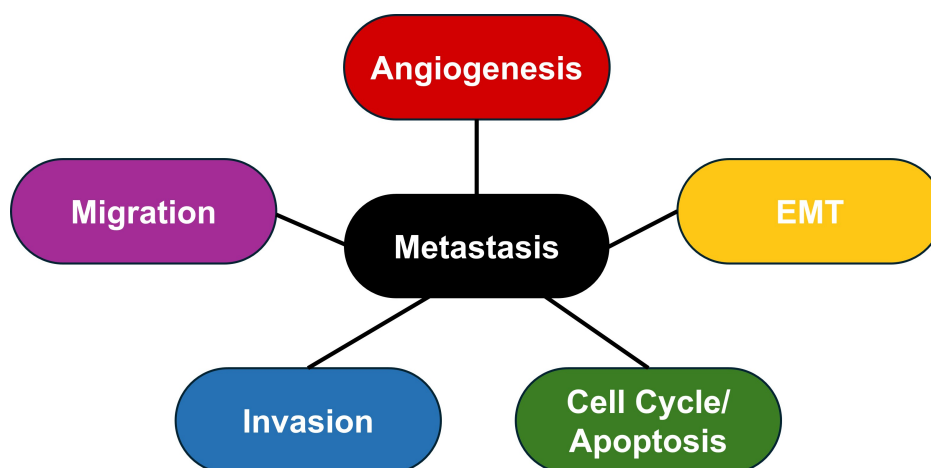 Angiogenesis
Migration
EMT
Metastasis
Invasion
Cell Cycle/
Apoptosis